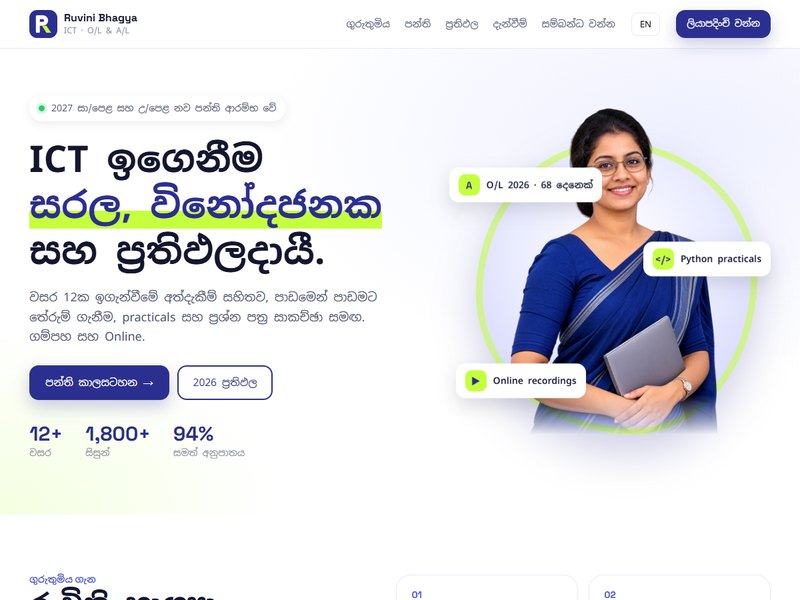 R
Ruvini Bhagya
ICT · O/L & A/L
ගුරුතුමිය
පන්ති
ප්‍රතිඵල
දැන්වීම්
සම්බන්ධ වන්න
EN
ලියාපදිංචි වන්න
2027 සා/පෙළ සහ උ/පෙළ නව පන්ති ආරම්භ වේ
ICT ඉගෙනීම
සරල, විනෝදජනක
සහ ප්‍රතිඵලදායී.
වසර 12ක ඉගැන්වීමේ අත්දැකීම් සහිතව, පාඩමෙන් පාඩමට
තේරුම් ගැනීම, practicals සහ ප්‍රශ්න පත්‍ර සාකච්ඡා සමඟ.
ගම්පහ සහ Online.
පන්ති කාලසටහන →
2026 ප්‍රතිඵල
12+
වසර
1,800+
සිසුන්
94%
සමත් අනුපාතය
A
O/L 2026 · 68 දෙනෙක්
</>
Python practicals
Online recordings
ගුරුතුමිය ගැන
01
02